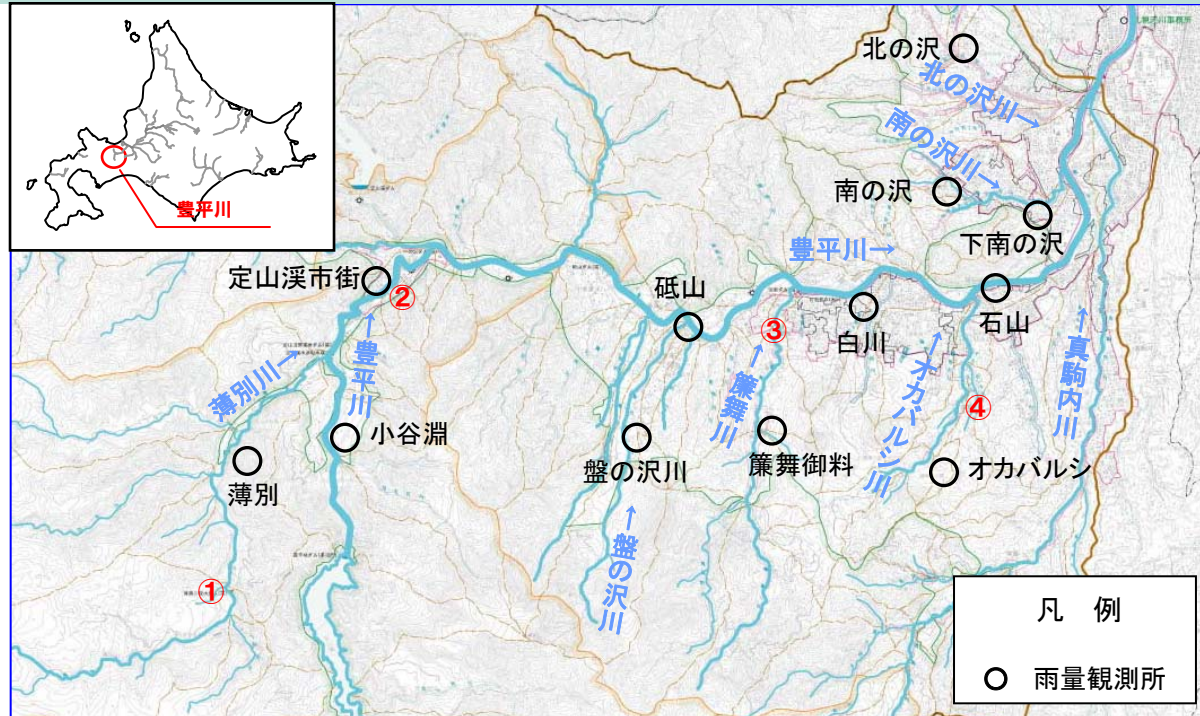 豊平川
北の沢
北の沢川→
南の沢川→
南の沢
下南の沢
豊平川→
定山渓市街
②
砥山
③
白川
石山
←豊平川
薄別川→
小谷淵
薄別
①
盤の沢川
←盤の沢川
←簾舞川
簾舞御料
←オカバルシ川
④
オカバルシ
←真駒内川
凡 例
雨量観測所